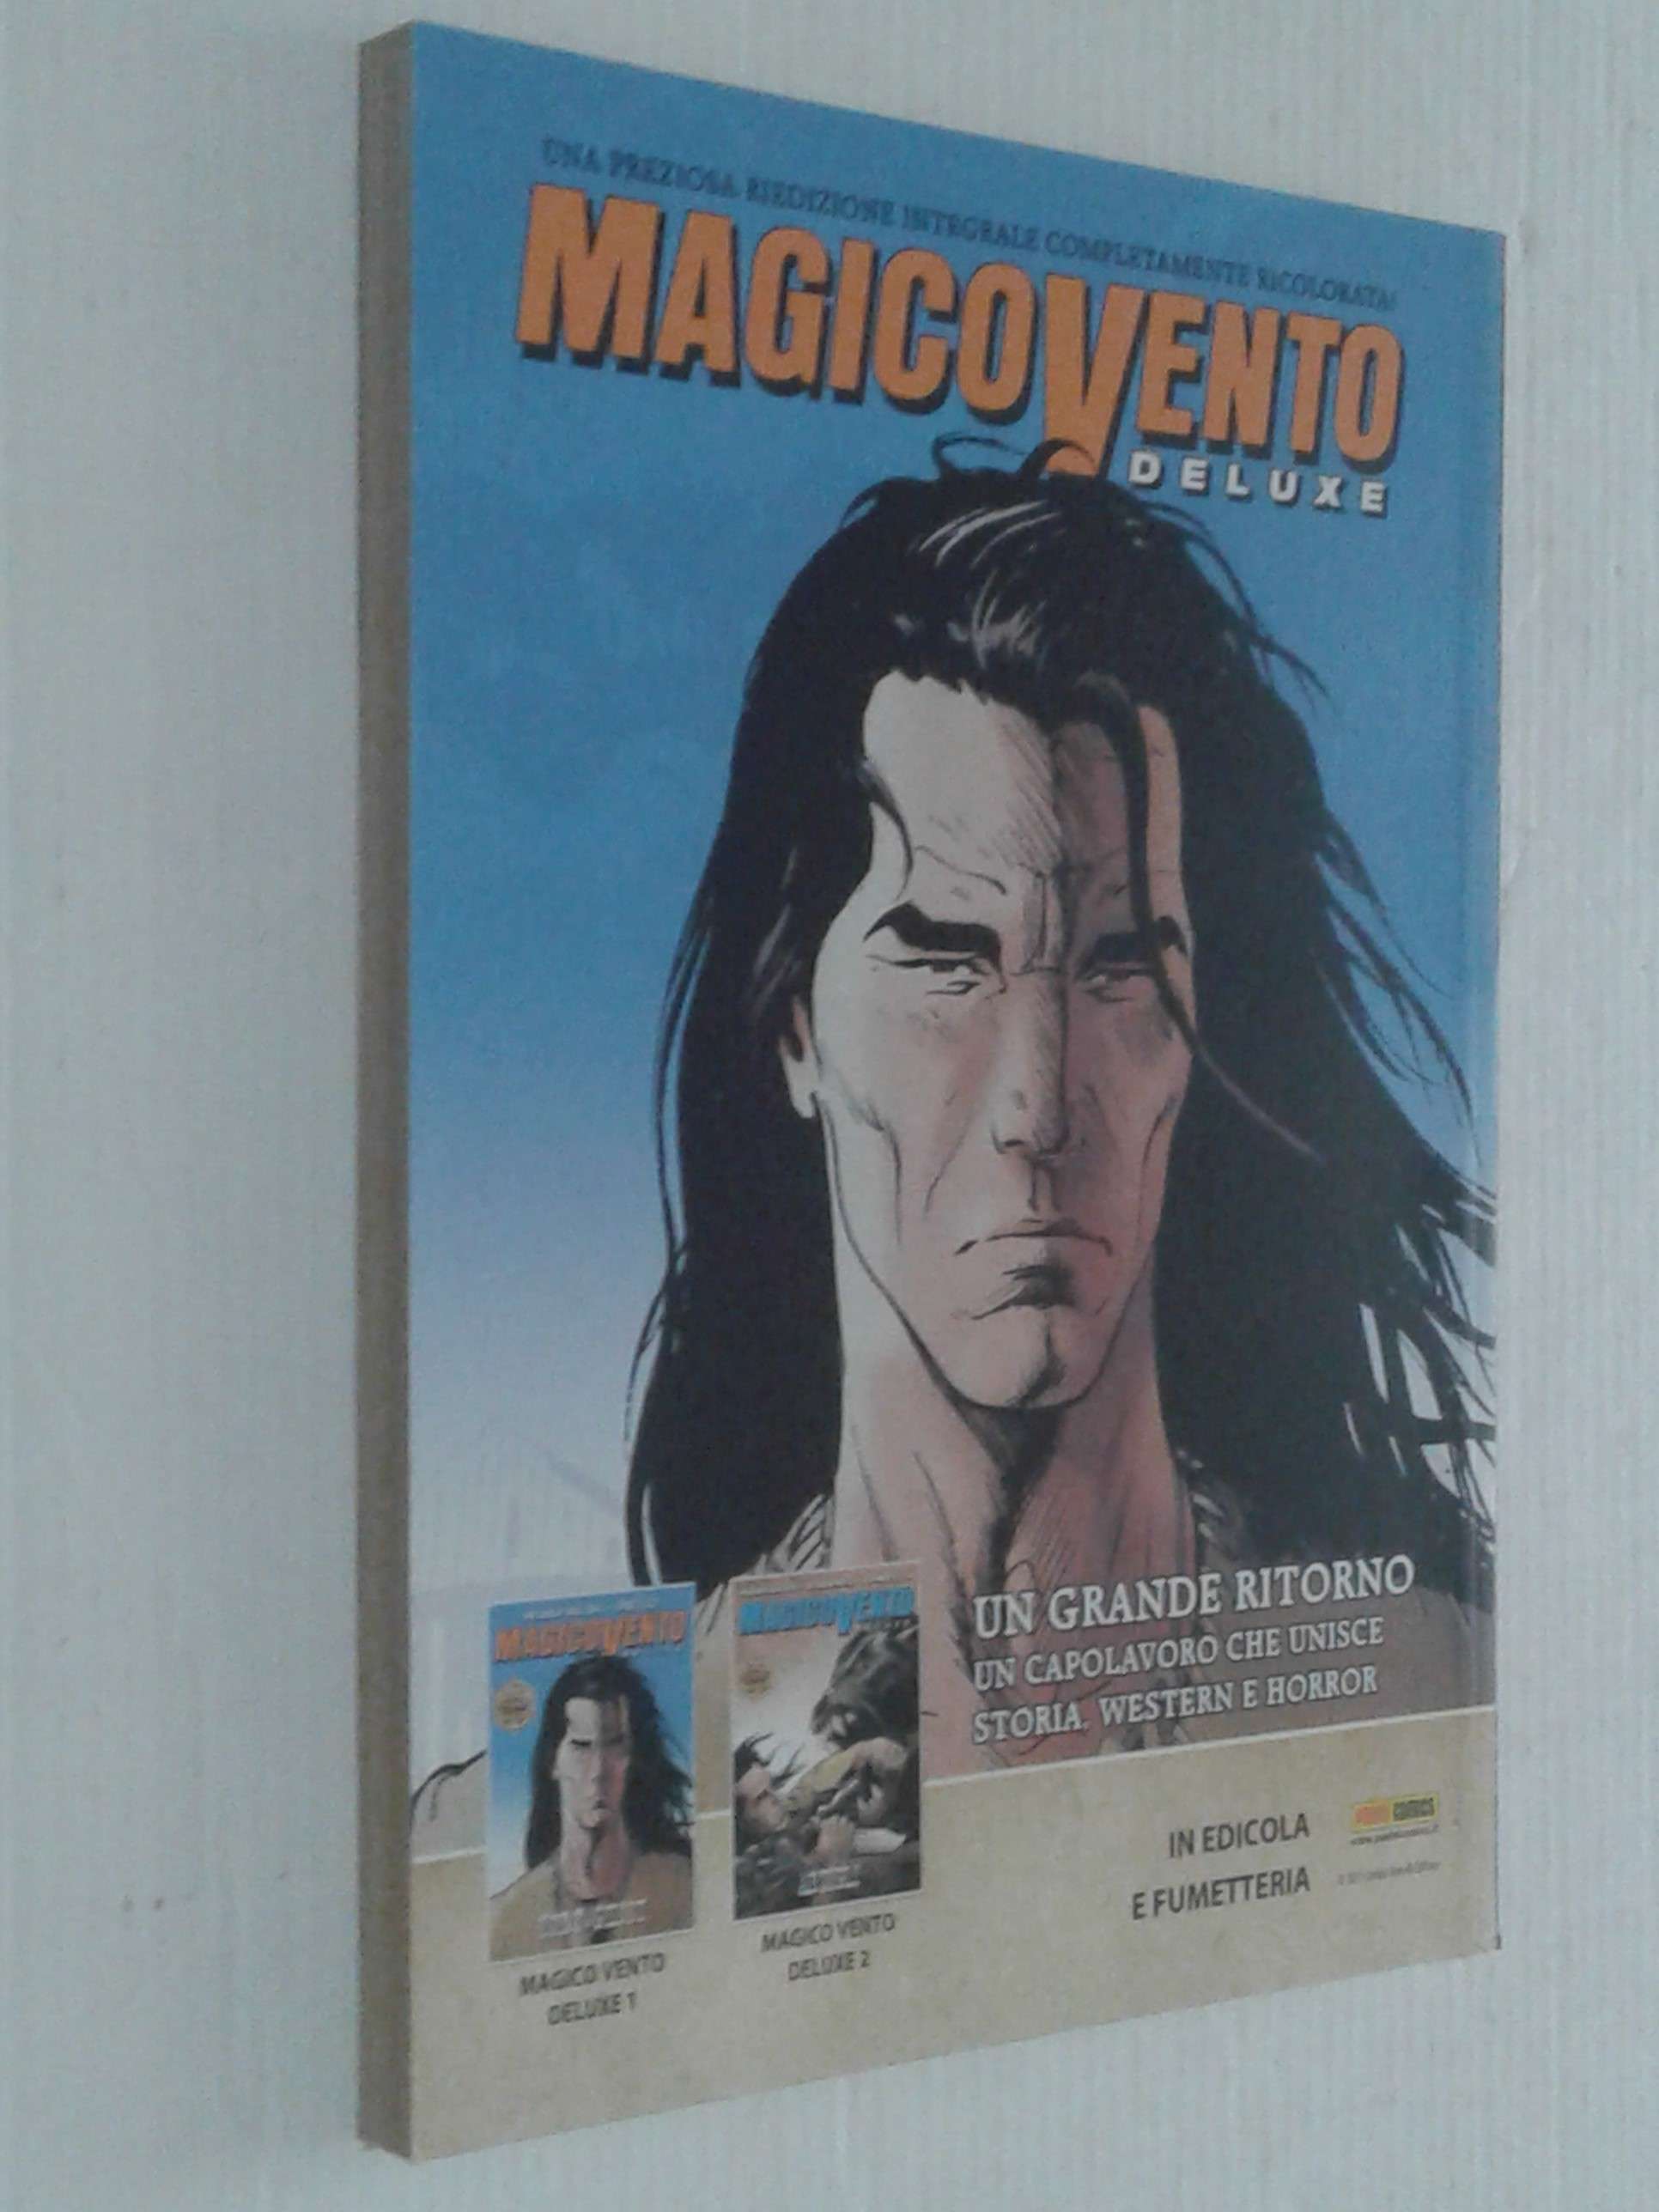 UNA PREZIOSA RIEDIZIONE INTEGRALE COMPLETAMENTE RICOLORATA!
MAGICOVENTO
DELUXE
UN GRANDE RITORNO
UN CAPOLAVORO CHE UNISCE
STORIA, WESTERN E HORROR
MAGICOVENTO
MAGICOVENTO
MAGICO VENTO
DELUXE 1
MAGICO VENTO
DELUXE 2
IN EDICOLA
E FUMETTERIA
COMICS